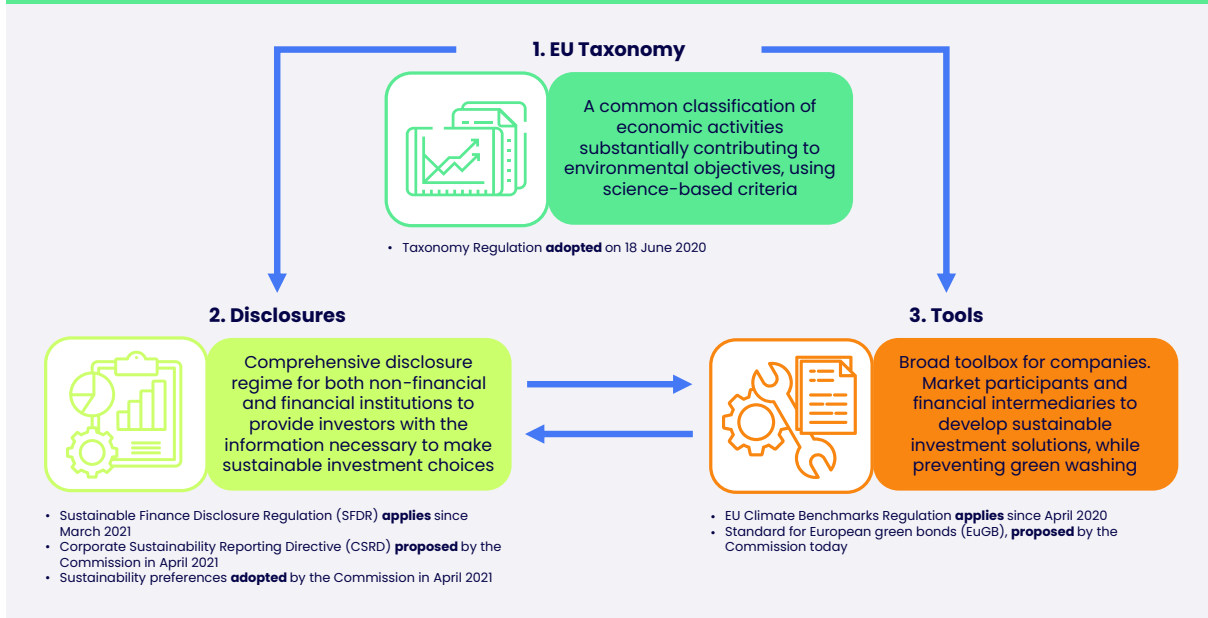 1. EU Taxonomy
A common classification of
economic activities
substantially contributing to
environmental objectives, using
science-based criteria
• Taxonomy Regulation adopted on 18 June 2020
2. Disclosures
Comprehensive disclosure
regime for both non-financial
and financial institutions to
provide investors with the
information necessary to make
sustainable investment choices
• Sustainable Finance Disclosure Regulation (SFDR) applies since
March 2021
• Corporate Sustainability Reporting Directive (CSRD) proposed by the
Commission in April 2021
• Sustainability preferences adopted by the Commission in April 2021
3. Tools
Broad toolbox for companies.
Market participants and
financial intermediaries to
develop sustainable
investment solutions, while
preventing green washing
• EU Climate Benchmarks Regulation applies since April 2020
• Standard for European green bonds (EuGB), proposed by the
Commission today